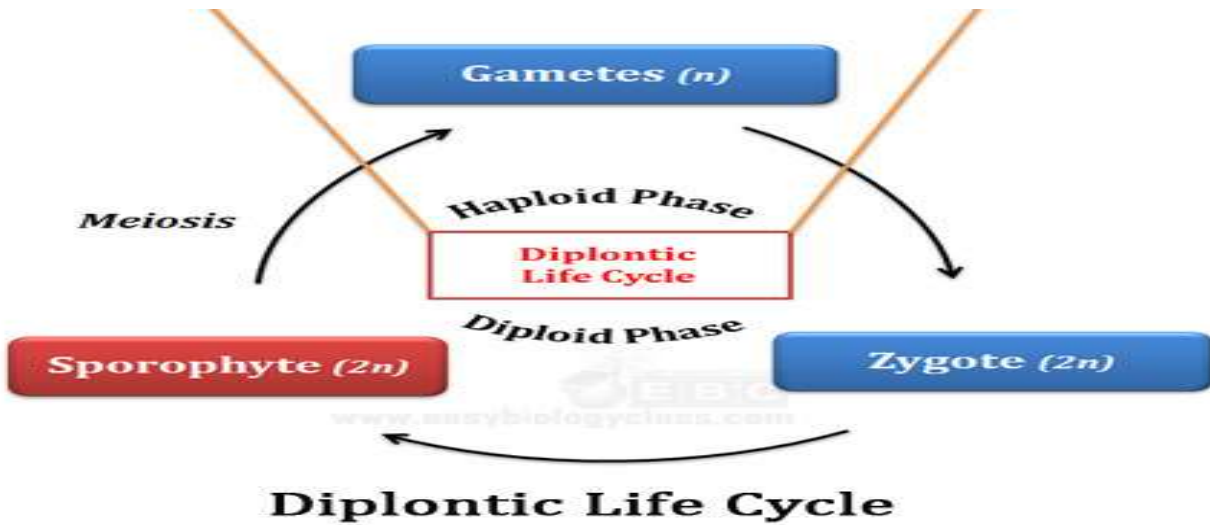 Gametes (n)
Meiosis
Haploid Phase
Diplontic
Life Cycle
Diploid Phase
Sporophyte (2n)
Zygote (2n)
EBC
www.easybiologyclass.com
Diplontic Life Cycle